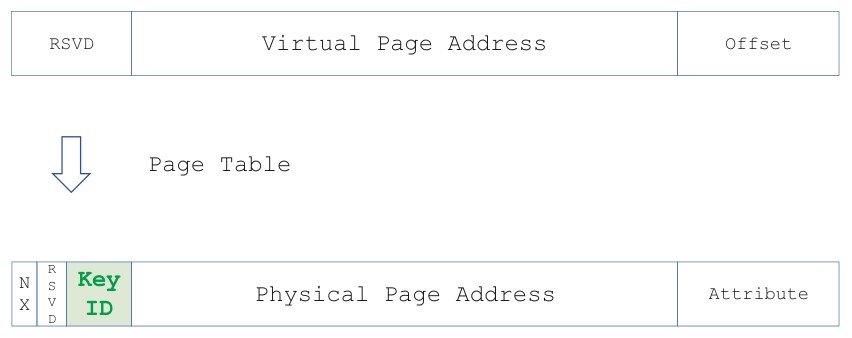 RSVD Virtual Page Address Offset
Page Table
NX RSVD Key ID Physical Page Address Attribute